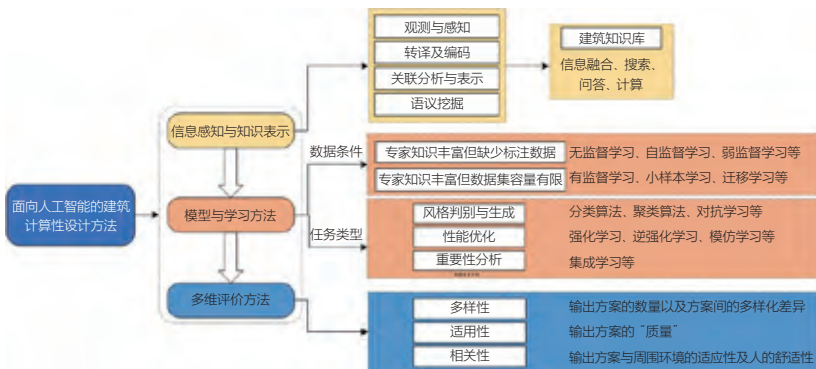 观测与感知
转译及编码
关联分析与表示
语议挖掘
建筑知识库
信息融合、搜索、
问答、计算
信息感知与知识表示
数据条件
专家知识丰富但缺少标注数据 无监督学习、自监督学习、弱监督学习等
专家知识丰富但数据集容量有限 有监督学习、小样本学习、迁移学习等
面向人工智能的建筑
计算性设计方法
模型与学习方法
任务类型
风格判别与生成 分类算法、聚类算法、对抗学习等
性能优化 强化学习、逆强化学习、模仿学习等
重要性分析 集成学习等
多维评价方法
多样性 输出方案的数量以及方案间的多样化差异
适用性 输出方案的“质量”
相关性 输出方案与周围环境的适应性及人的舒适性